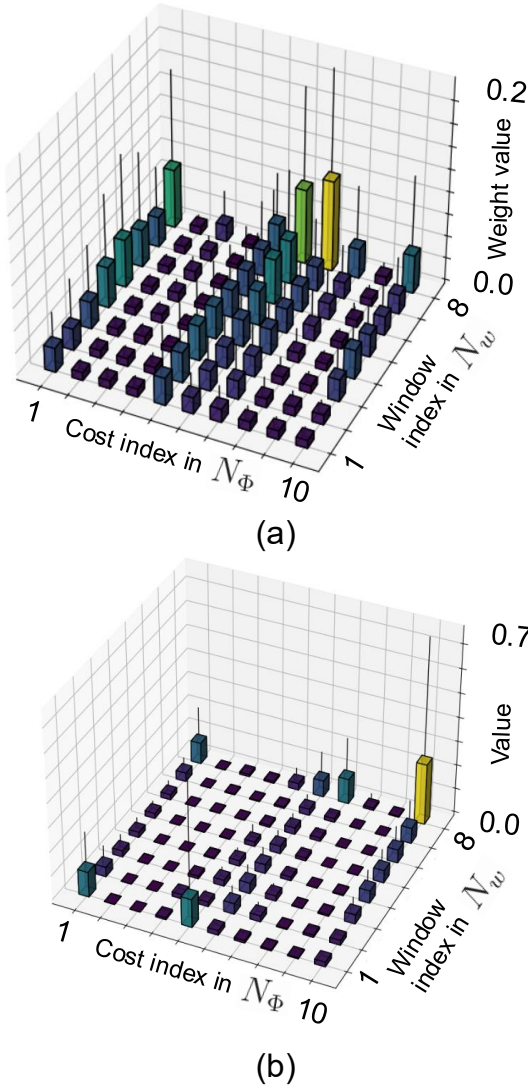 0.2
Weight value
0.0
8
Window
index in N_w
1
1
Cost index in N_Φ
10
(a)
0.7
Value
0.0
8
Window
index in N_w
1
1
Cost index in N_Φ
10
(b)